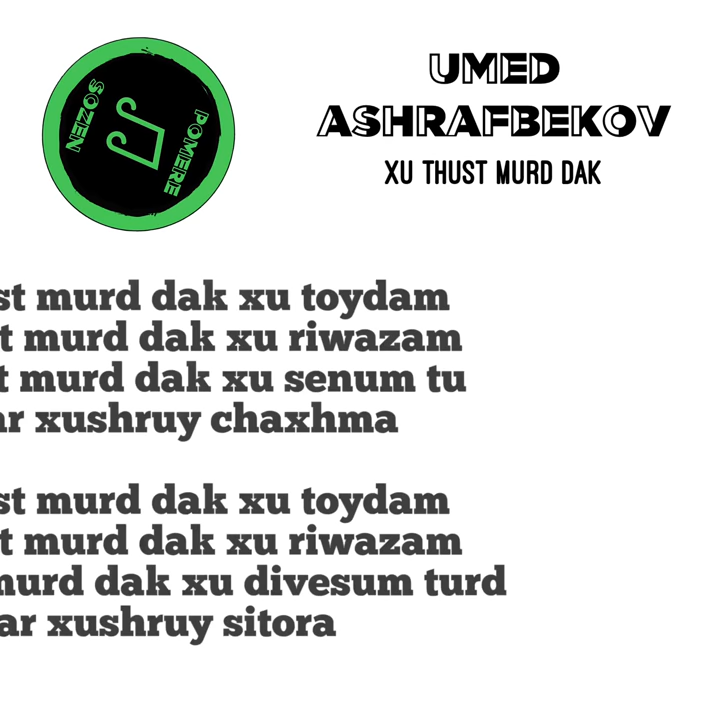 SOZEN
POMERE
UMED
ASHRAFBEKOV
XU THUST MURD DAK
st murd dak xu toydam
t murd dak xu riwazam
t murd dak xu senum tu
ar xushruy chaxhma
st murd dak xu toydam
t murd dak xu riwazam
murd dak xu divesum turd
ar xushruy sitora